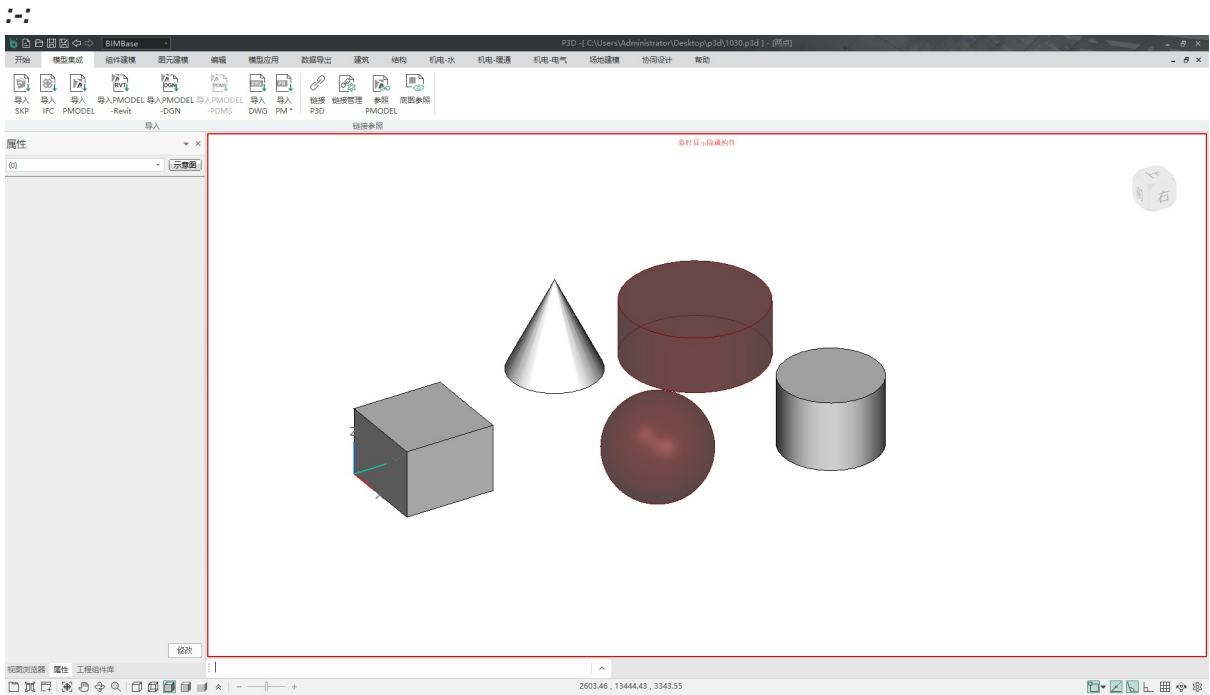 :-:
BIMBase
P3D -[ C:\Users\Administrator\Desktop\p3d\1030.p3d ] - [两点]
开始 模型集成 组件建模 图元建模 编辑 模型应用 数据导出 建筑 结构 机电-水 机电-暖通 机电-电气 场地建模 协同设计 帮助
RVT DGN PDMS
导入 导入 导入 导入PMODEL 导入PMODEL 导入PMODEL 导入 导入 链接 链接管理 参照 底图参照
SKP IFC PMODEL -Revit -DGN -PDMS DWG PM * P3D PMODEL
导入 链接参照
属性
临时显示隐藏构件
(0) 示意图
上
前 右
Z
Y
X
修改
视图浏览器 属性 工程组件库
2603.46 , 13444.43 , 3343.55